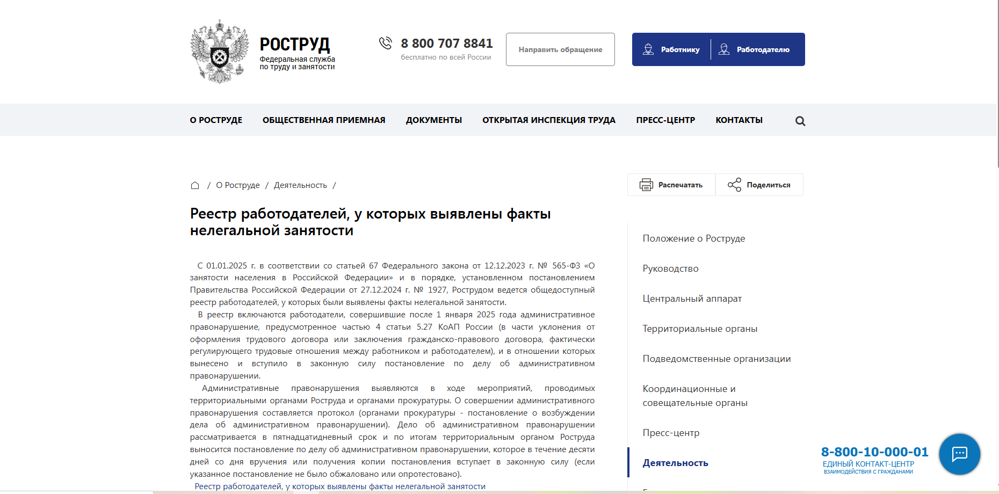 РОСТРУД
Федеральная служба
по труду и занятости
8 800 707 8841
бесплатно по всей России
Направить обращение
Работнику
Работодателю
О РОСТРУДЕ
ОБЩЕСТВЕННАЯ ПРИЕМНАЯ
ДОКУМЕНТЫ
ОТКРЫТАЯ ИНСПЕКЦИЯ ТРУДА
ПРЕСС-ЦЕНТР
КОНТАКТЫ
/ О Роструде / Деятельность /
Распечатать
Поделиться
Реестр работодателей, у которых выявлены факты
нелегальной занятости
С 01.01.2025 г. в соответствии со статьей 67 Федерального закона от 12.12.2023 г. № 565-ФЗ «О
занятости населения в Российской Федерации» и в порядке, установленном постановлением
Правительства Российской Федерации от 27.12.2024 г. № 1927, Рострудом ведется общедоступный
реестр работодателей, у которых были выявлены факты нелегальной занятости.
В реестр включаются работодатели, совершившие после 1 января 2025 года административное
правонарушение, предусмотренное частью 4 статьи 5.27 КоАП России (в части уклонения от
оформления трудового договора или заключения гражданско-правового договора, фактически
регулирующего трудовые отношения между работником и работодателем), и в отношении которых
вынесено и вступило в законную силу постановление по делу об административном
правонарушении.
Административные правонарушения выявляются в ходе мероприятий, проводимых
территориальными органами Роструда и органами прокуратуры. О совершении административного
правонарушения составляется протокол (органами прокуратуры - постановление о возбуждении
дела об административном правонарушении). Дело об административном правонарушении
рассматривается в пятнадцатидневный срок и по итогам территориальным органом Роструда
выносится постановление по делу об административном правонарушении, которое в течение десяти
дней со дня вручения или получения копии постановления вступает в законную силу (если
указанное постановление не было обжаловано или опротестовано).
Реестр работодателей, у которых выявлены факты нелегальной занятости
Положение о Роструде
Руководство
Центральный аппарат
Территориальные органы
Подведомственные организации
Координационные и
совещательные органы
Пресс-центр
Деятельность
8-800-10-000-01
ЕДИНЫЙ КОНТАКТ-ЦЕНТР
ВЗАИМОДЕЙСТВИЯ С ГРАЖДАНАМИ